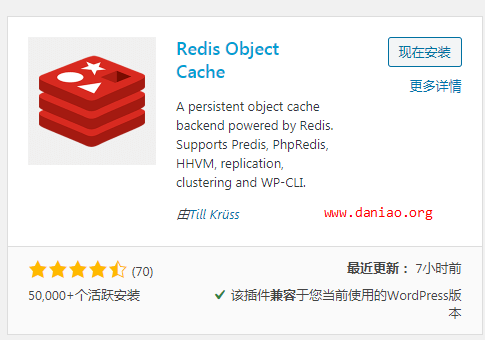 Redis Object
Cache
现在安装
更多详情
A persistent object cache
backend powered by Redis.
Supports Predis, PhpRedis,
HHVM, replication,
clustering and WP-CLI.
由Till Krüss
www.daniao.org
(70)
最近更新： 7小时前
50,000+个活跃安装
该插件兼容于您当前使用的WordPress版
本